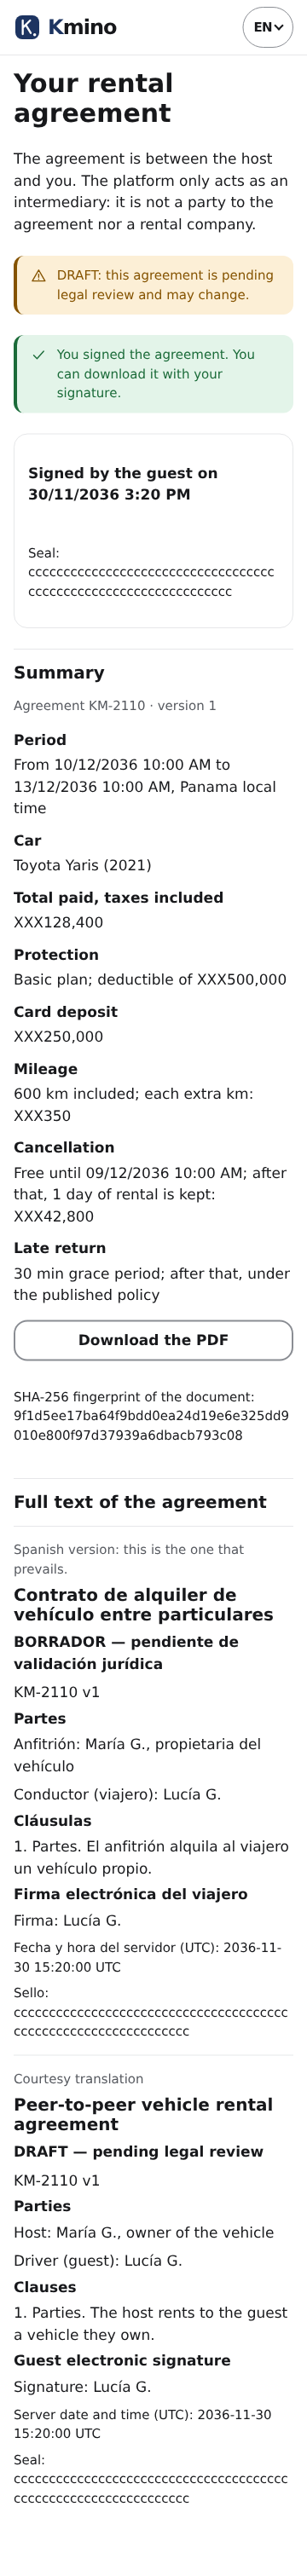 Kmino
EN
Your rental
agreement
The agreement is between the host
and you. The platform only acts as an
intermediary: it is not a party to the
agreement nor a rental company.
DRAFT: this agreement is pending
legal review and may change.
You signed the agreement. You
can download it with your
signature.
Signed by the guest on
30/11/2036 3:20 PM
Seal:
ccccccccccccccccccccccccccccccccccc
ccccccccccccccccccccccccccccc
Summary
Agreement KM-2110 · version 1
Period
From 10/12/2036 10:00 AM to
13/12/2036 10:00 AM, Panama local
time
Car
Toyota Yaris (2021)
Total paid, taxes included
XXX128,400
Protection
Basic plan; deductible of XXX500,000
Card deposit
XXX250,000
Mileage
600 km included; each extra km:
XXX350
Cancellation
Free until 09/12/2036 10:00 AM; after
that, 1 day of rental is kept:
XXX42,800
Late return
30 min grace period; after that, under
the published policy
Download the PDF
SHA-256 fingerprint of the document:
9f1d5ee17ba64f9bdd0ea24d19e6e325dd9
010e800f97d37939a6dbacb793c08
Full text of the agreement
Spanish version: this is the one that
prevails.
Contrato de alquiler de
vehículo entre particulares
BORRADOR — pendiente de
validación jurídica
KM-2110 v1
Partes
Anfitrión: María G., propietaria del
vehículo
Conductor (viajero): Lucía G.
Cláusulas
1. Partes. El anfitrión alquila al viajero
un vehículo propio.
Firma electrónica del viajero
Firma: Lucía G.
Fecha y hora del servidor (UTC): 2036-11-
30 15:20:00 UTC
Sello:
ccccccccccccccccccccccccccccccccccccccc
ccccccccccccccccccccccccc
Courtesy translation
Peer-to-peer vehicle rental
agreement
DRAFT — pending legal review
KM-2110 v1
Parties
Host: María G., owner of the vehicle
Driver (guest): Lucía G.
Clauses
1. Parties. The host rents to the guest
a vehicle they own.
Guest electronic signature
Signature: Lucía G.
Server date and time (UTC): 2036-11-30
15:20:00 UTC
Seal:
ccccccccccccccccccccccccccccccccccccccc
ccccccccccccccccccccccccc